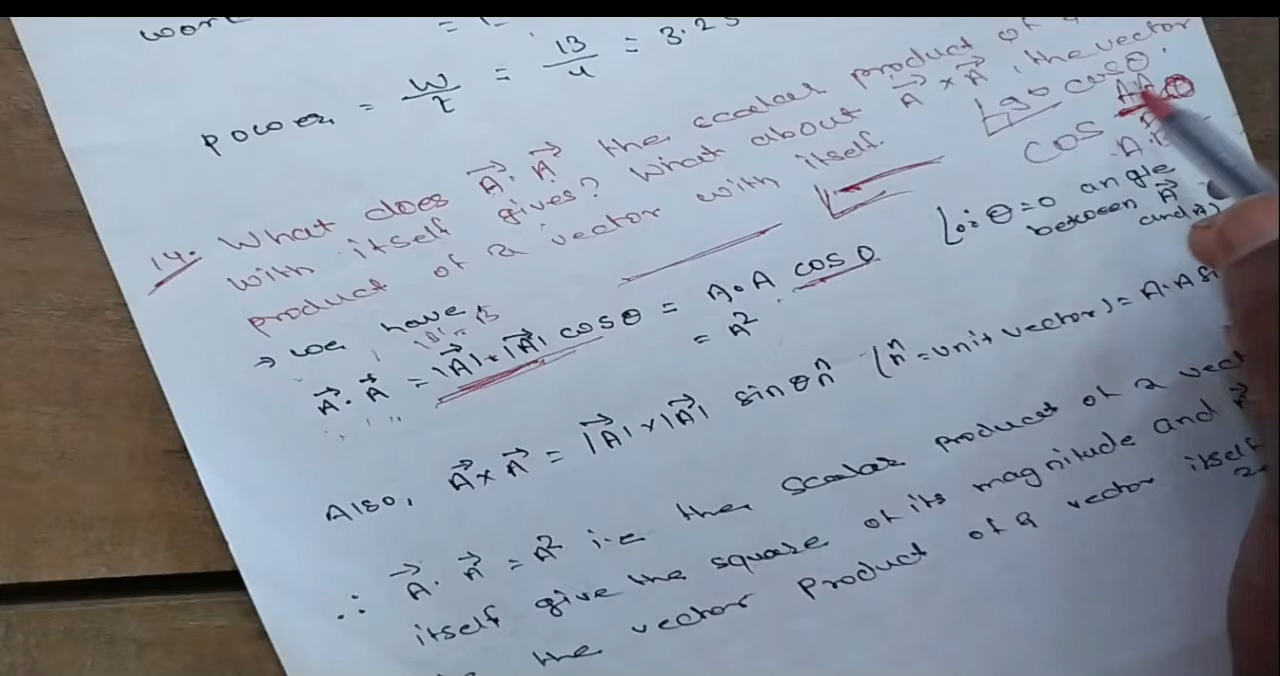 power = W/t = 13/4 = 3.25
14. What does A⃗. A⃗ the scalar product of a
with itself gives? What about A⃗ × A⃗, the vector
product of a vector with itself.
→ we have,
A⃗. A⃗ = |A⃗|.|A⃗| cosθ = A.A cos 0 [∵ θ=0 angle between A⃗ and A⃗]
= A²
Also, A⃗×A⃗ = |A⃗|×|A⃗| sinθ n̂ (n̂ = unit vector) = A.A
∴ A⃗. A⃗ = A² i.e the scalar product of a
itself give the square of its magnitude and
the vector product of a vector itself